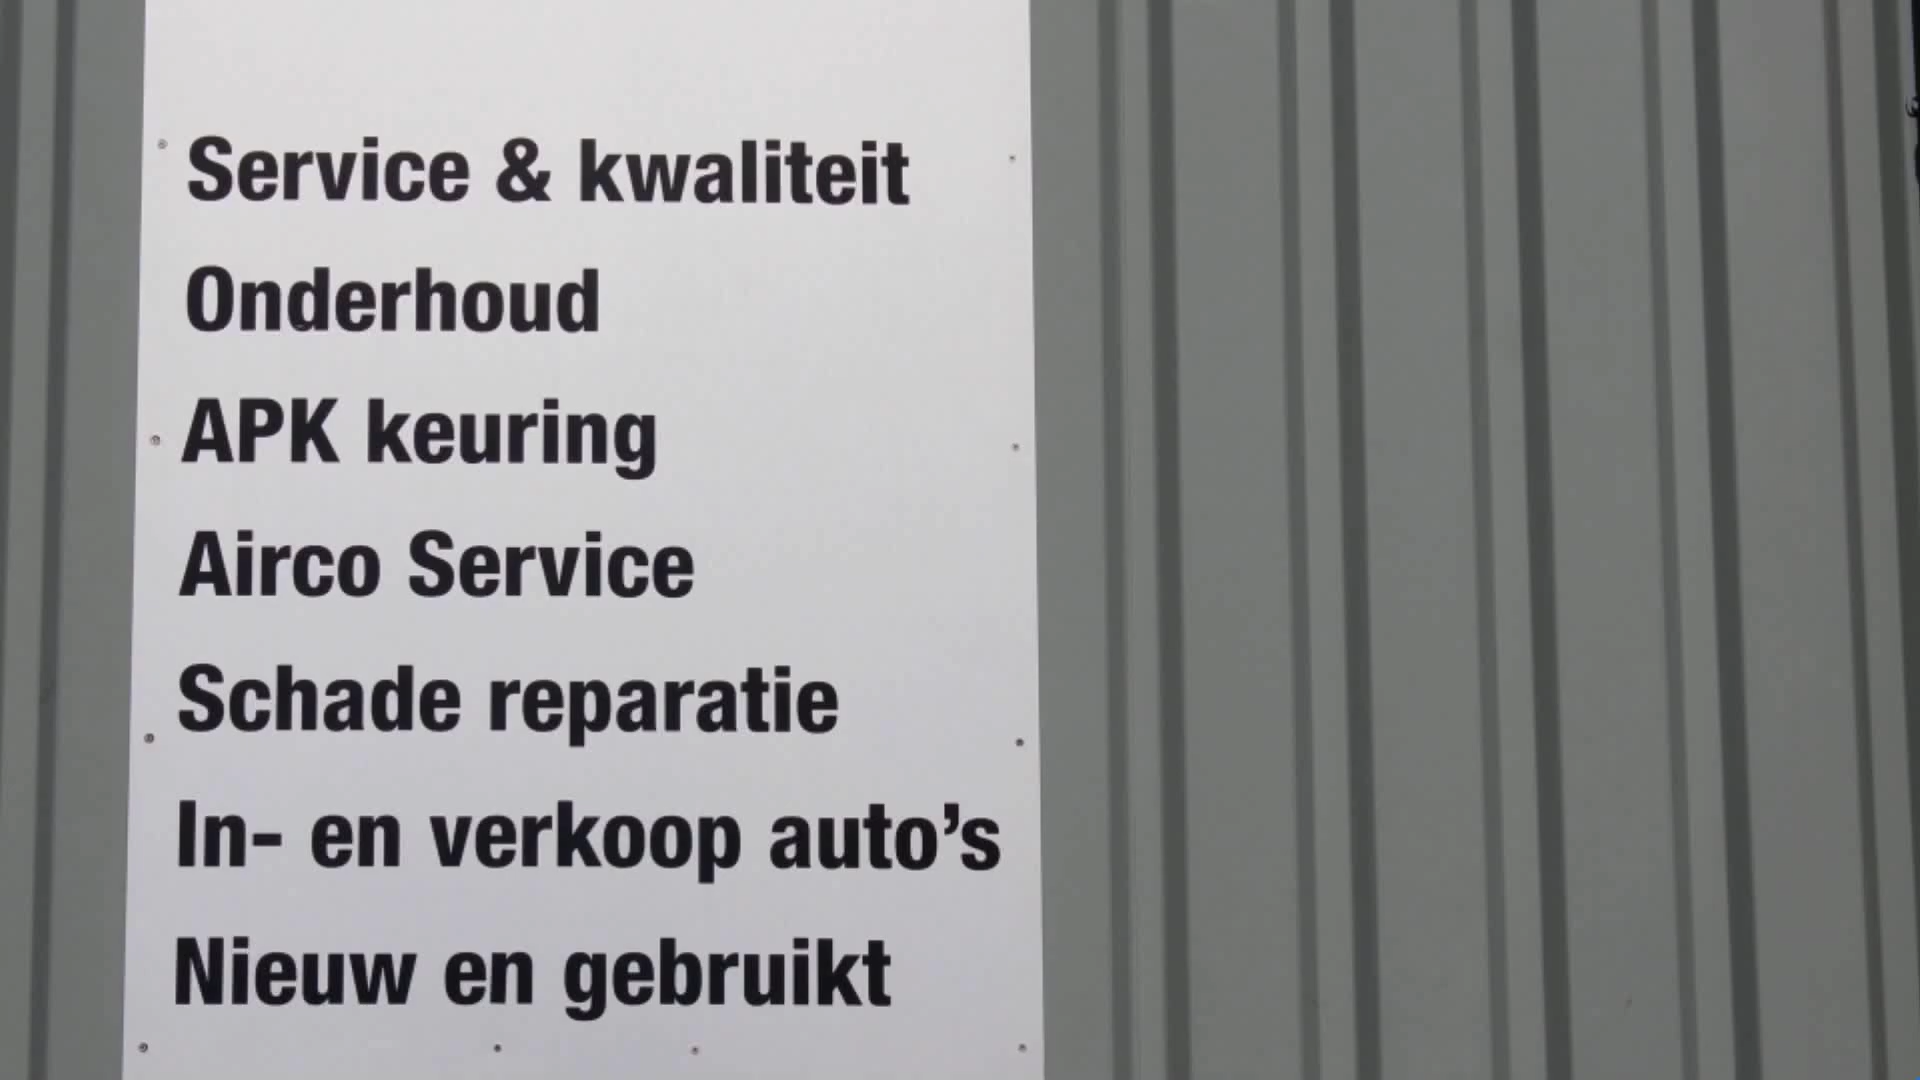 Service & kwaliteit
Onderhoud
APK keuring
Airco Service
Schade reparatie
In- en verkoop auto’s
Nieuw en gebruikt